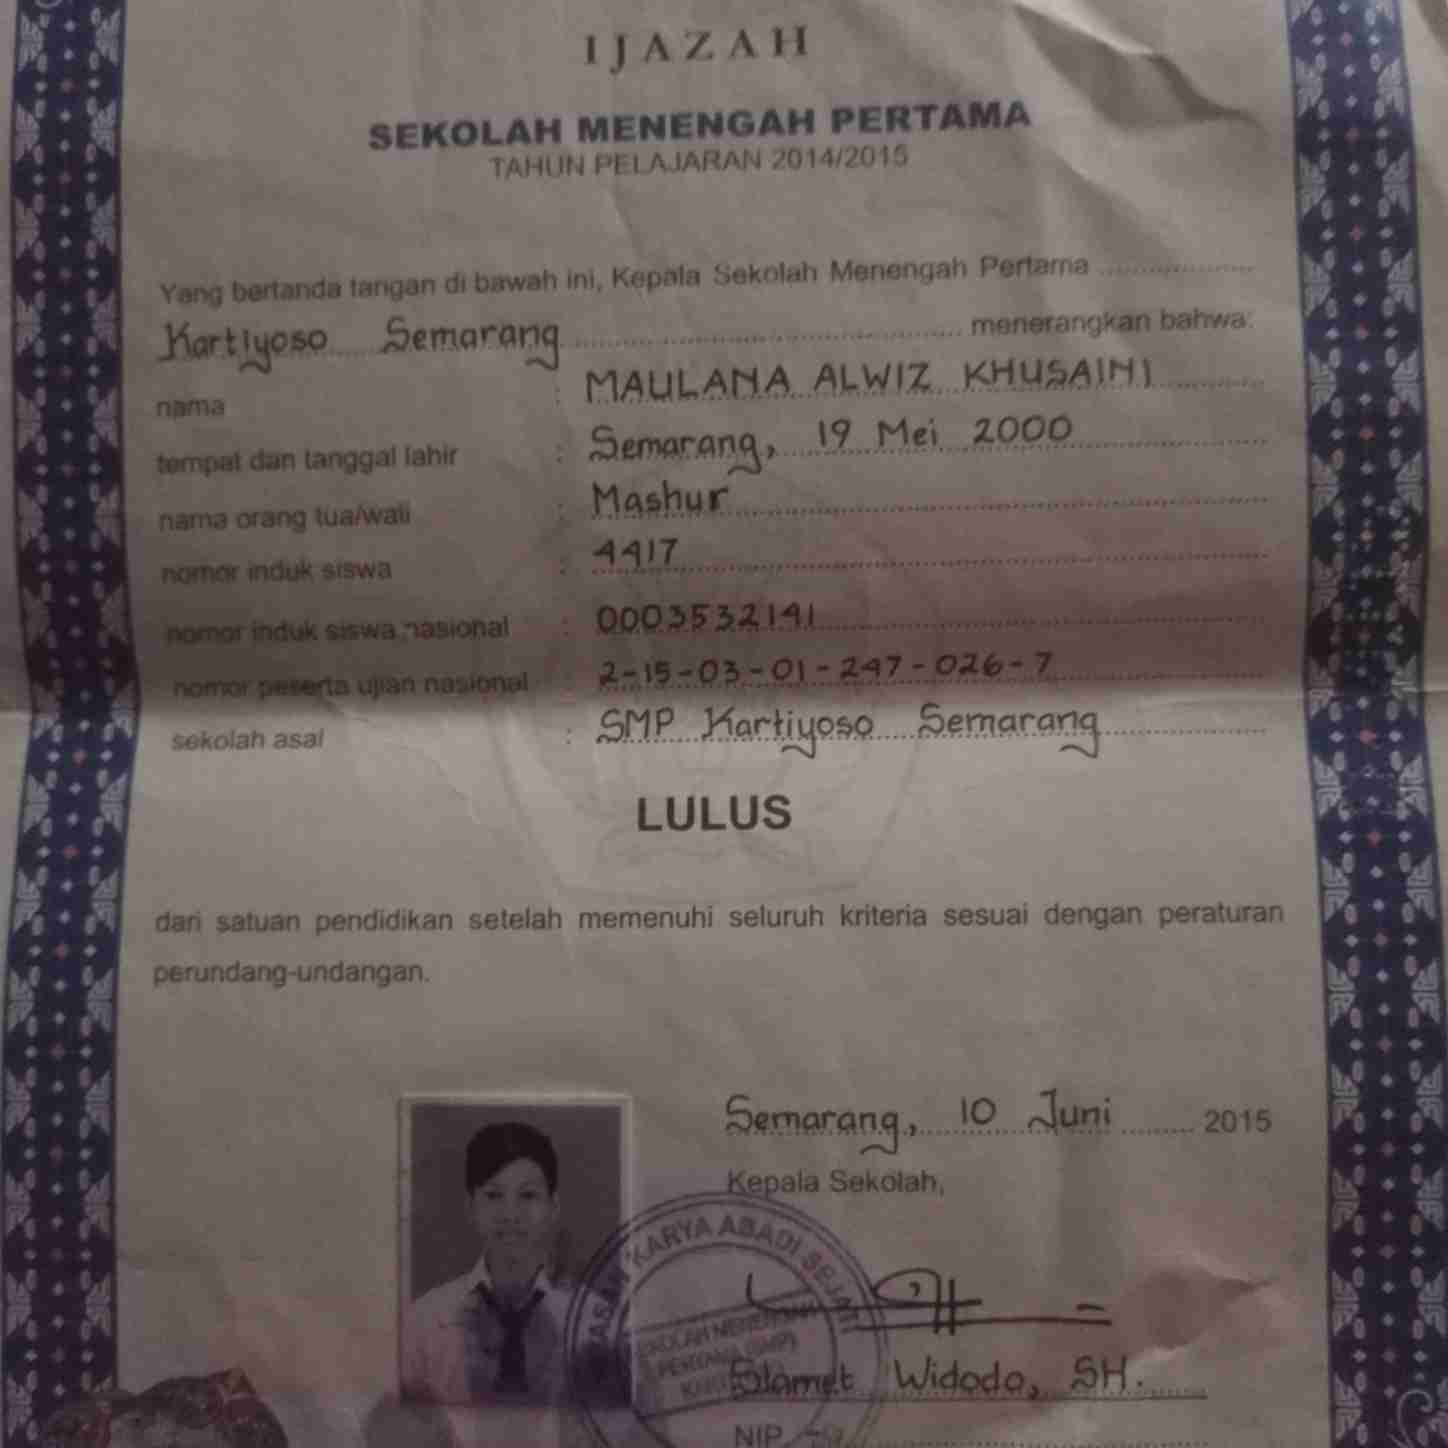 IJAZAH
SEKOLAH MENENGAH PERTAMA
TAHUN PELAJARAN 2014/2015
Yang bertanda tangan di bawah ini, Kepala Sekolah Menengah Pertama
Kartiyoso Semarang menerangkan bahwa:
nama : MAULANA ALWIZ KHUSAINI
tempat dan tanggal lahir : Semarang, 19 Mei 2000
nama orang tua/wali : Mashur
nomor induk siswa : 4417
nomor induk siswa nasional : 0003532141
nomor peserta ujian nasional : 2-15-03-01-247-026-7
sekolah asal : SMP Kartiyoso Semarang
LULUS
dari satuan pendidikan setelah memenuhi seluruh kriteria sesuai dengan peraturan
perundang-undangan.
Semarang, 10 Juni 2015
Kepala Sekolah,
KARYA ABADI
SEKOLAH MENENGAH
PERTAMA (SMP)
Slamet Widodo, SH.
NIP